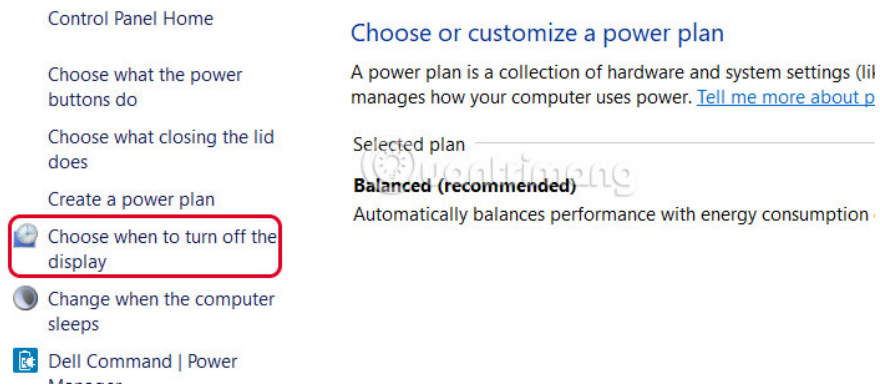 Control Panel Home
Choose what the power
buttons do
Choose what closing the lid
does
Create a power plan
Choose when to turn off the
display
Change when the computer
sleeps
Dell Command | Power
Manager
Choose or customize a power plan
A power plan is a collection of hardware and system settings (lik
manages how your computer uses power. Tell me more about p
Selected plan
Quantrimang
Balanced (recommended)
Automatically balances performance with energy consumption